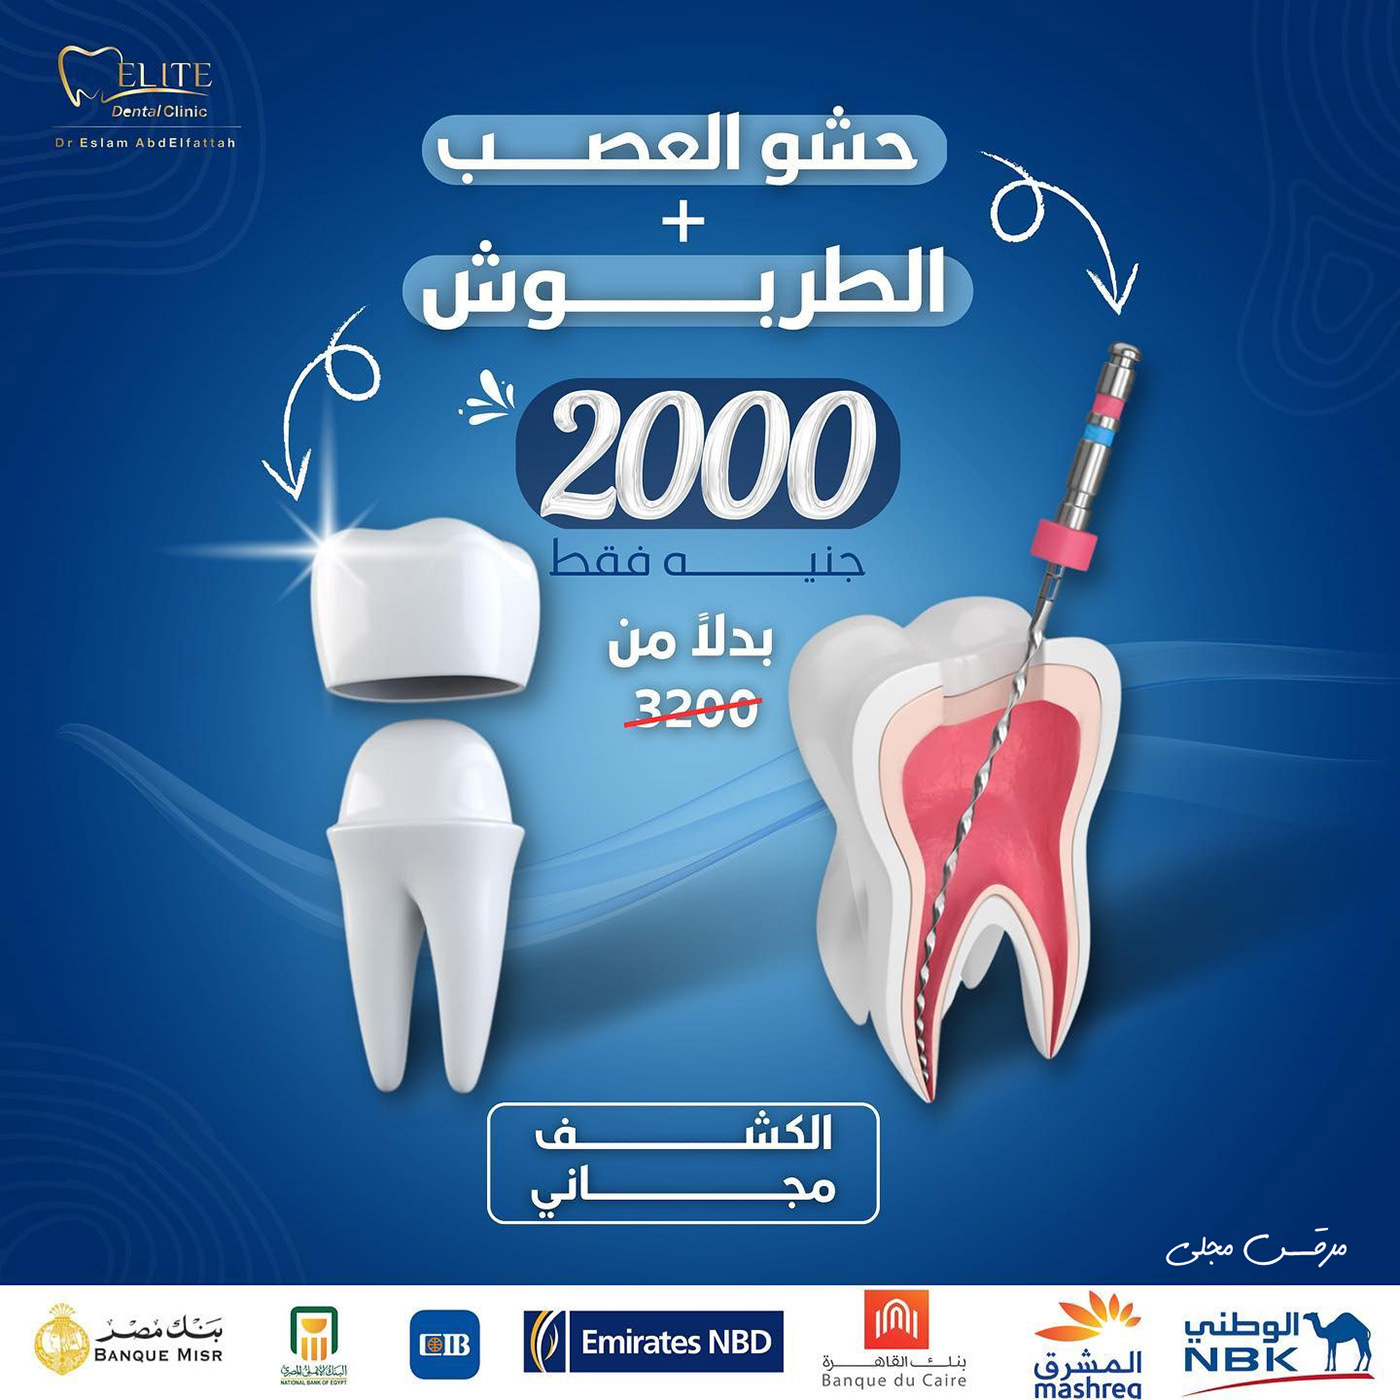 ELITE
Dental Clinic
Dr Eslam AbdElfattah
حشو العصب
+
الطربوش
2000
جنيه فقط
بدلاً من
3200
الكشف
مجاني
مرقس مجلى
بنك مصر
BANQUE MISR
البنك الأهلي المصري
NATIONAL BANK OF EGYPT
CIB
Emirates NBD
بنك القاهرة
Banque du Caire
المشرق
mashreq
الوطني
NBK